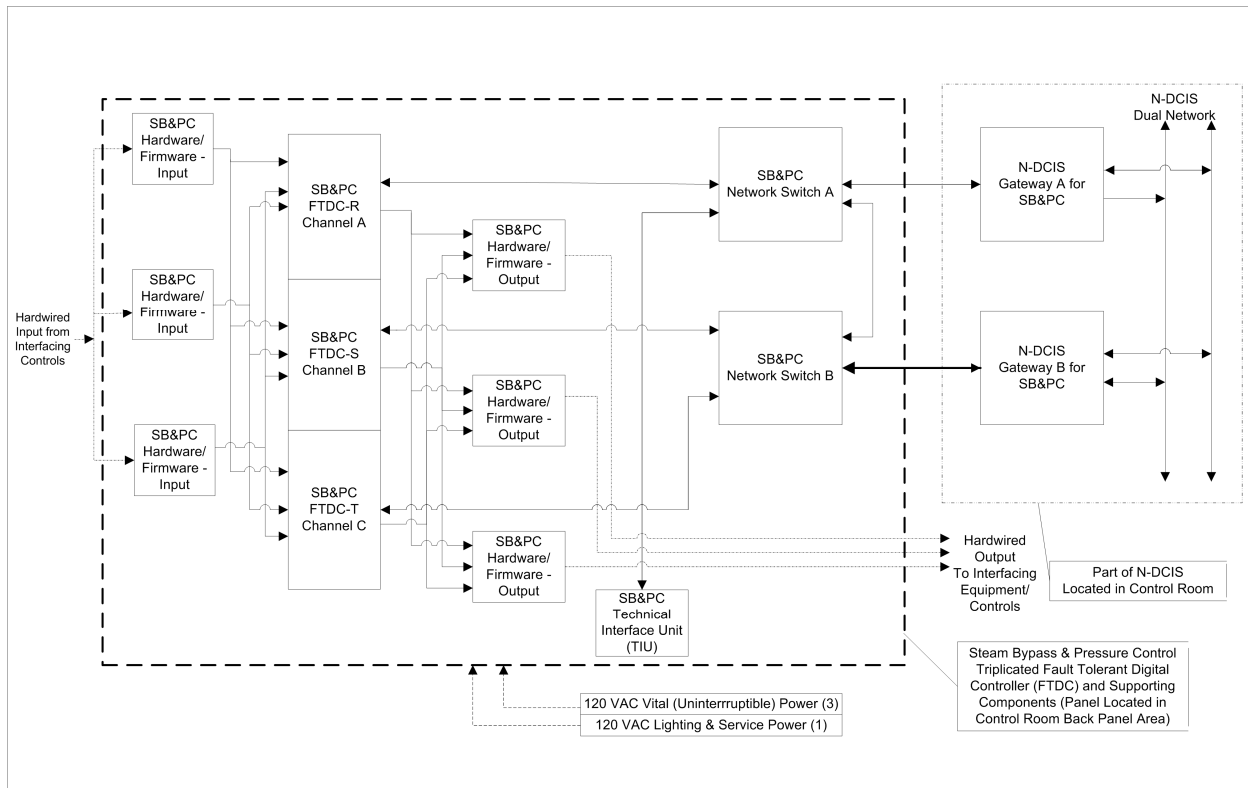 SB&PC
Hardware/
Firmware -
Input
SB&PC
Hardware/
Firmware -
Input
SB&PC
Hardware/
Firmware -
Input
Hardwired
Input from
Interfacing
Controls
SB&PC
FTDC-R
Channel A
SB&PC
FTDC-S
Channel B
SB&PC
FTDC-T
Channel C
SB&PC
Hardware/
Firmware -
Output
SB&PC
Hardware/
Firmware -
Output
SB&PC
Hardware/
Firmware -
Output
SB&PC
Network Switch A
SB&PC
Network Switch B
SB&PC
Technical
Interface Unit
(TIU)
N-DCIS
Dual Network
N-DCIS
Gateway A for
SB&PC
N-DCIS
Gateway B for
SB&PC
Hardwired
Output
To Interfacing
Equipment/
Controls
Part of N-DCIS
Located in Control Room
Steam Bypass & Pressure Control
Triplicated Fault Tolerant Digital
Controller (FTDC) and Supporting
Components (Panel Located in
Control Room Back Panel Area)
120 VAC Vital (Uninterrruptible) Power (3)
120 VAC Lighting & Service Power (1)